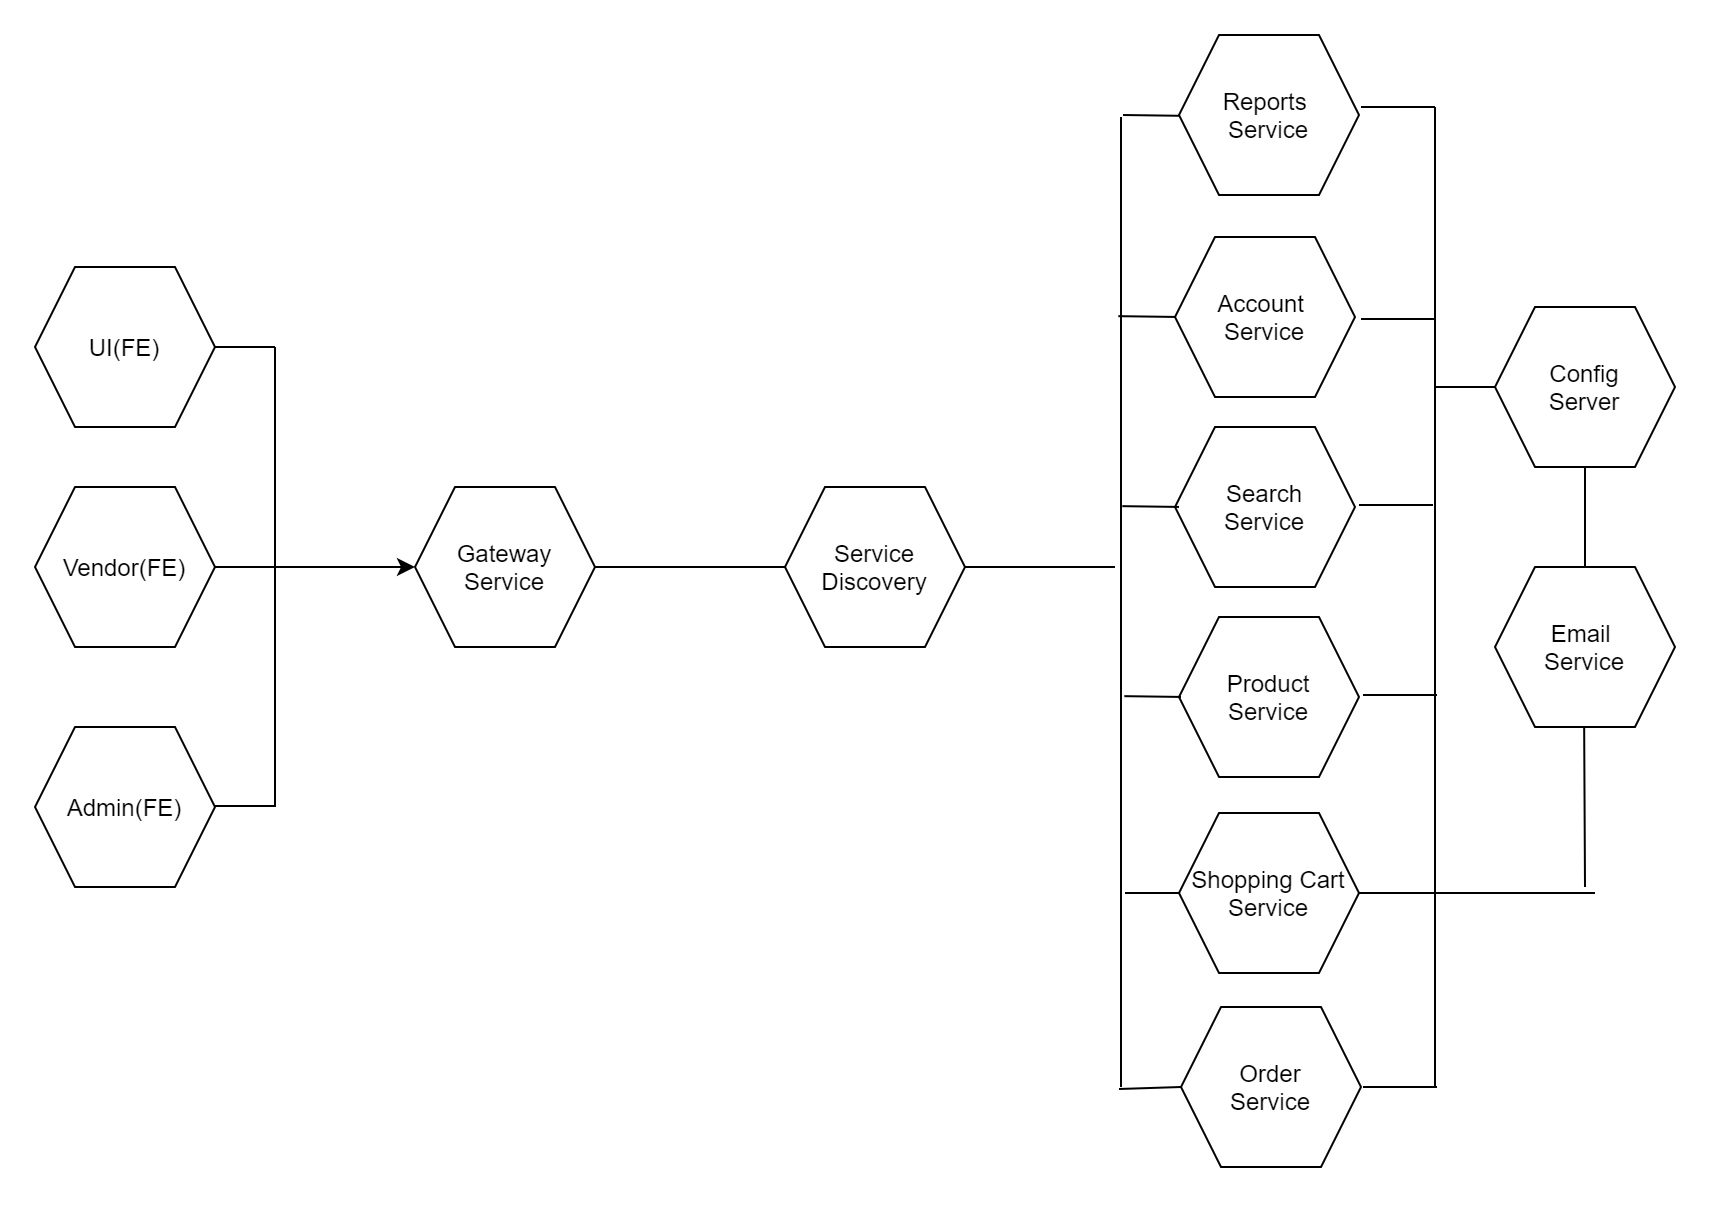 UI(FE)
Vendor(FE)
Admin(FE)
Gateway
Service
Service
Discovery
Reports
Service
Account
Service
Search
Service
Product
Service
Shopping Cart
Service
Order
Service
Config
Server
Email
Service